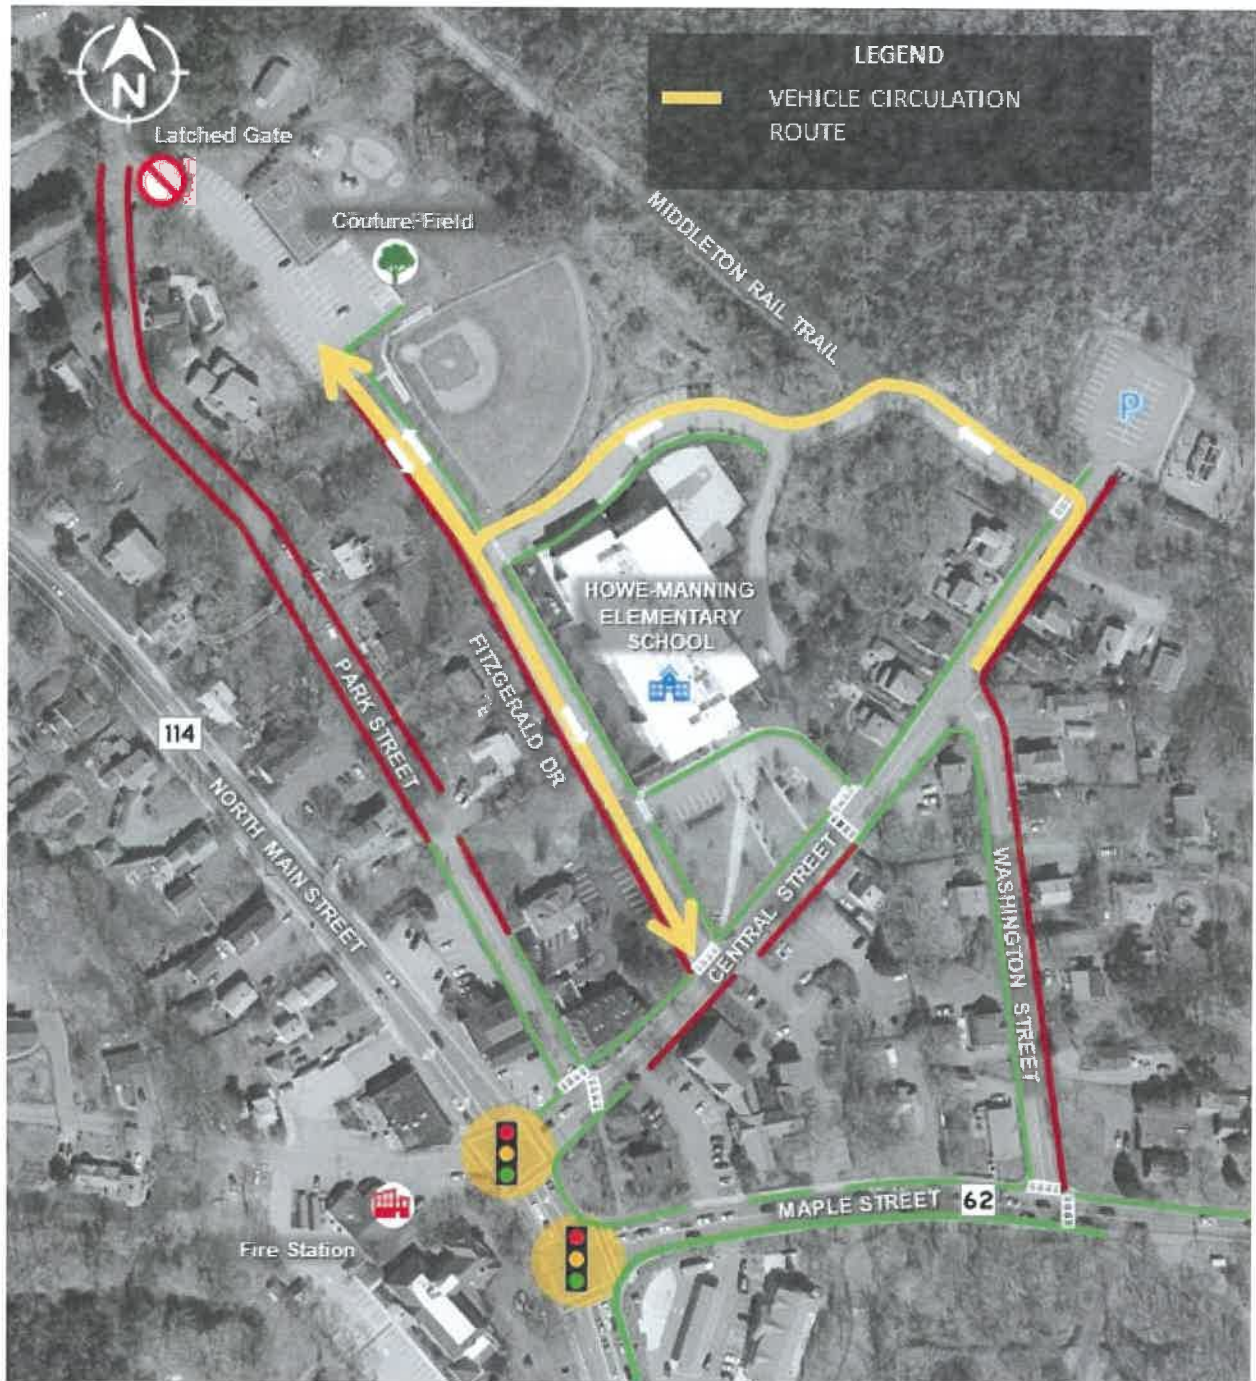 N
LEGEND
VEHICLE CIRCULATION
ROUTE
Latched Gate
Couture Field
MIDDLETON RAIL TRAIL
P
HOWE-MANNING
ELEMENTARY
SCHOOL
FITZGERALD DR
PARK STREET
114
NORTH MAIN STREET
CENTRAL STREET
WASHINGTON STREET
MAPLE STREET
62
Fire Station